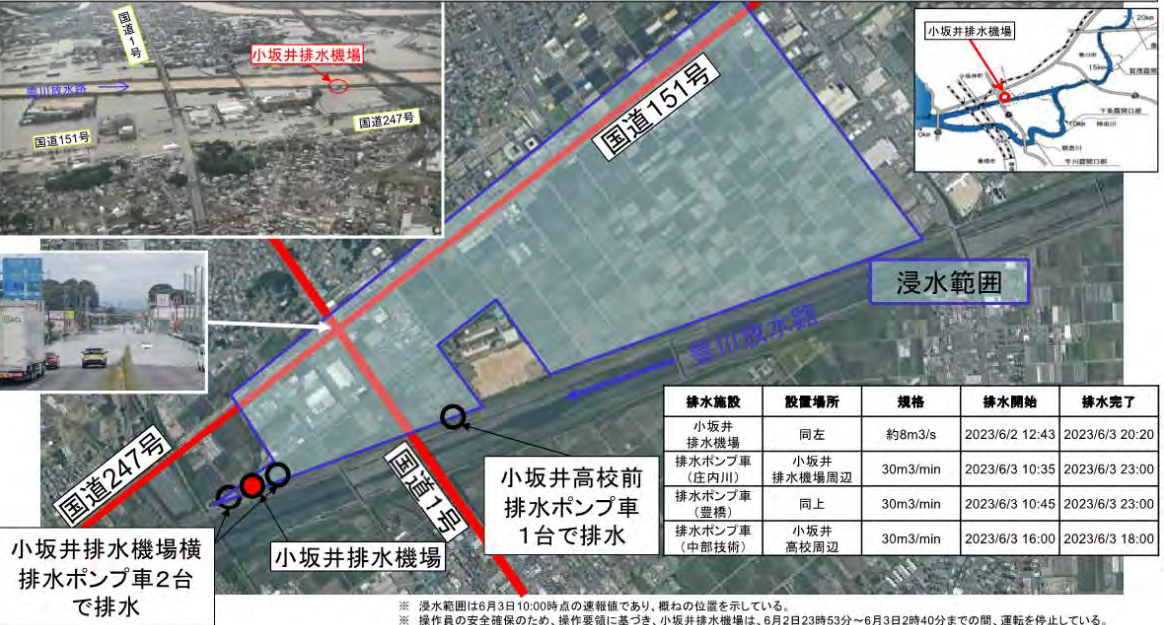 国道1号
小坂井排水機場
豊川放水路
国道151号
国道247号
小坂井排水機場
20km
15km
10km
0km
下条霞開口部
牛川霞開口部
国道151号
浸水範囲
豊川放水路
国道247号
国道1号
小坂井高校前
排水ポンプ車
1台で排水
小坂井排水機場
小坂井排水機場横
排水ポンプ車2台
で排水
排水施設 設置場所 規格 排水開始 排水完了
小坂井
排水機場 同左 約8m3/s 2023/6/2 12:43 2023/6/3 20:20
排水ポンプ車
(庄内川) 小坂井
排水機場周辺 30m3/min 2023/6/3 10:35 2023/6/3 23:00
排水ポンプ車
(豊橋) 同上 30m3/min 2023/6/3 10:45 2023/6/3 23:00
排水ポンプ車
(中部技術) 小坂井
高校周辺 30m3/min 2023/6/3 16:00 2023/6/3 18:00
※ 浸水範囲は6月3日10:00時点の速報値であり、概ねの位置を示している。
※ 操作員の安全確保のため、操作要領に基づき、小坂井排水機場は、6月2日23時53分～6月3日2時40分までの間、運転を停止している。